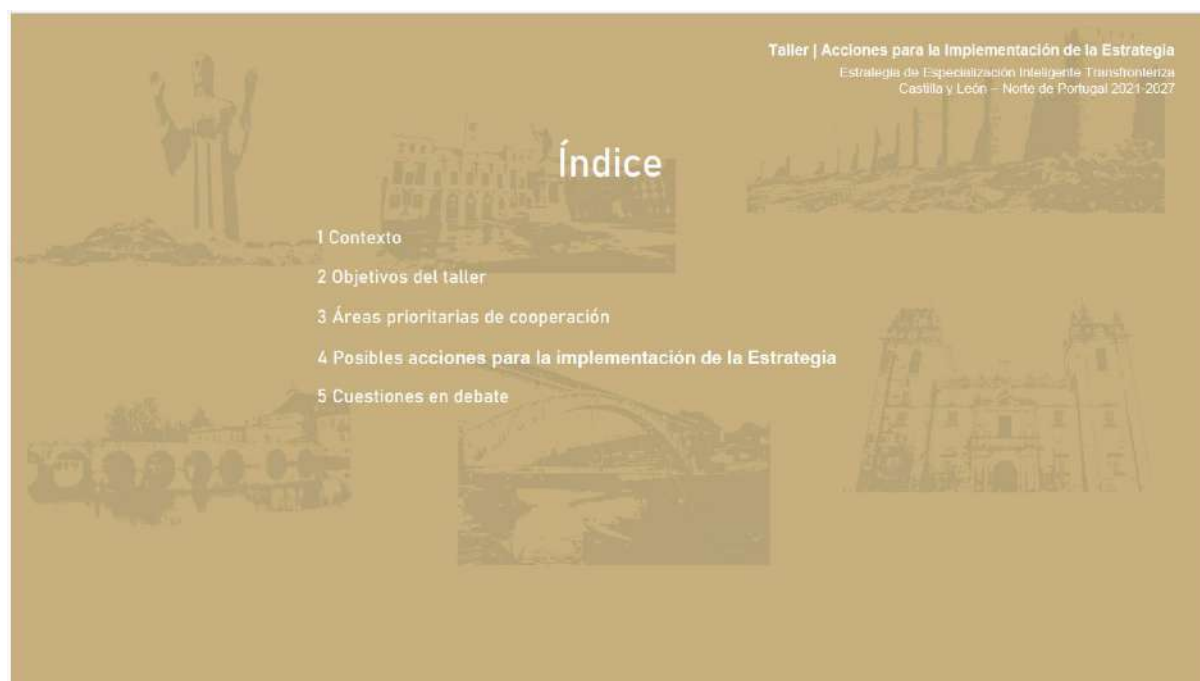 Taller | Acciones para la Implementación de la Estrategia
Estrategia de Especialización Inteligente Transfronteriza
Castilla y León – Norte de Portugal 2021-2027
Índice
1 Contexto
2 Objetivos del taller
3 Áreas prioritarias de cooperación
4 Posibles acciones para la implementación de la Estrategia
5 Cuestiones en debate